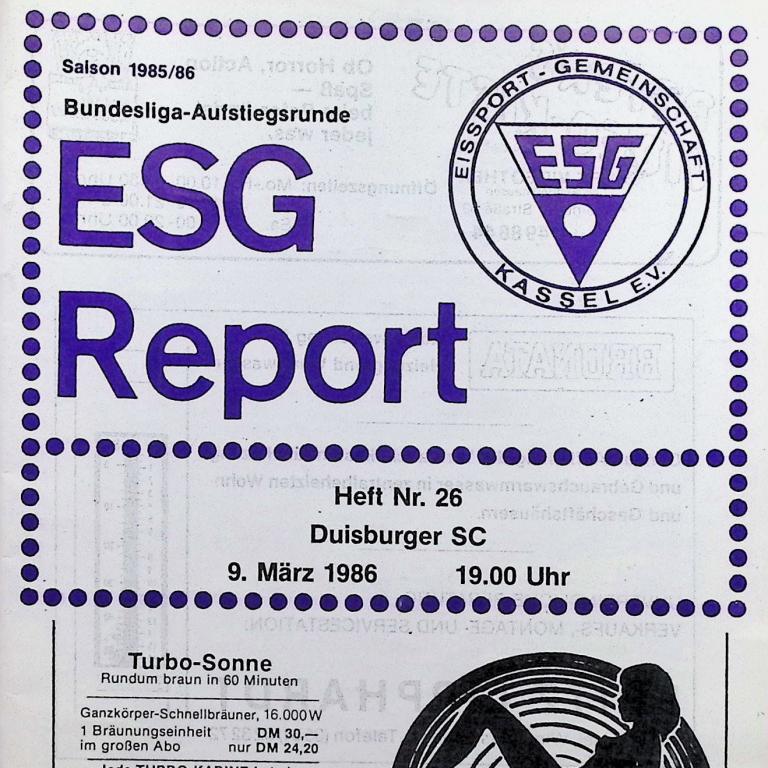 Saison 1985/86
Bundesliga-Aufstiegsrunde
ESG
Report
EISSPORT-GEMEINSCHAFT
ESG
KASSEL E.V.
Heft Nr. 26
Duisburger SC
9. März 1986 19.00 Uhr
Turbo-Sonne
Rundum braun in 60 Minuten
Ganzkörper-Schnellbräuner, 16.000 W
1 Bräunungseinheit DM 30,—
im großen Abo nur DM 24,20